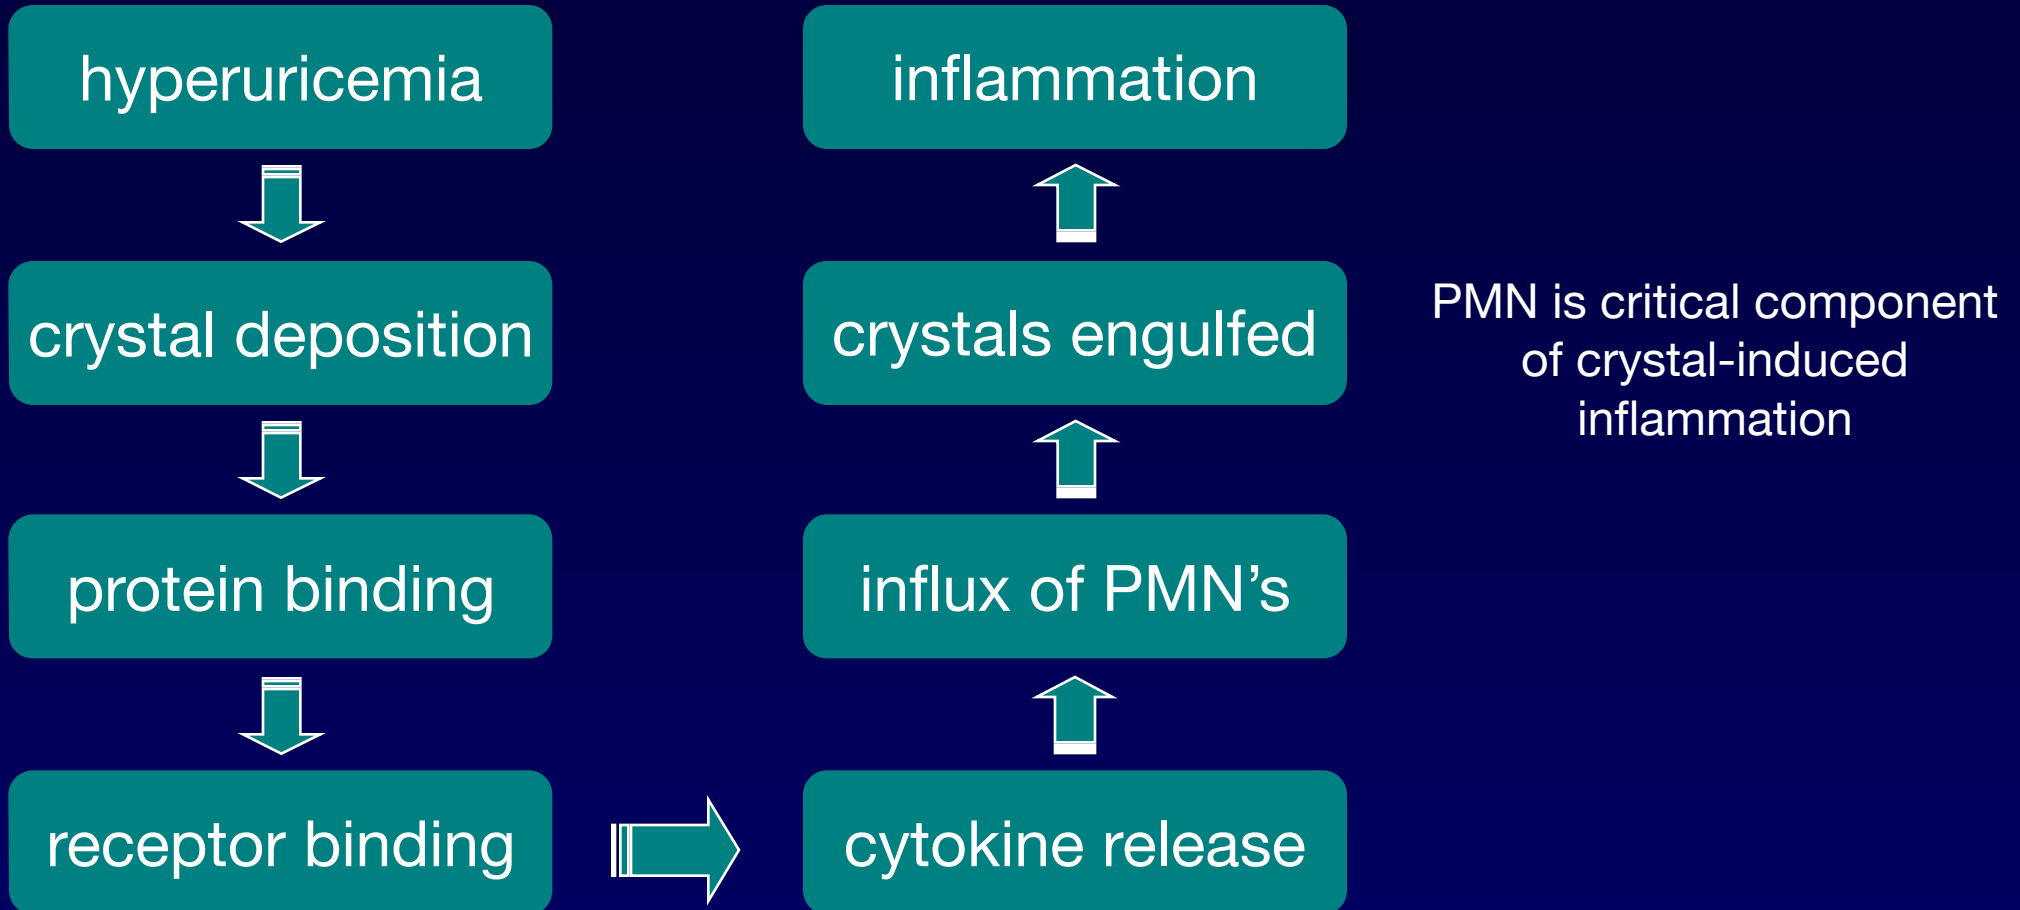 hyperuricemia
crystal deposition
protein binding
receptor binding
cytokine release
influx of PMN’s
crystals engulfed
inflammation
PMN is critical component
of crystal-induced
inflammation